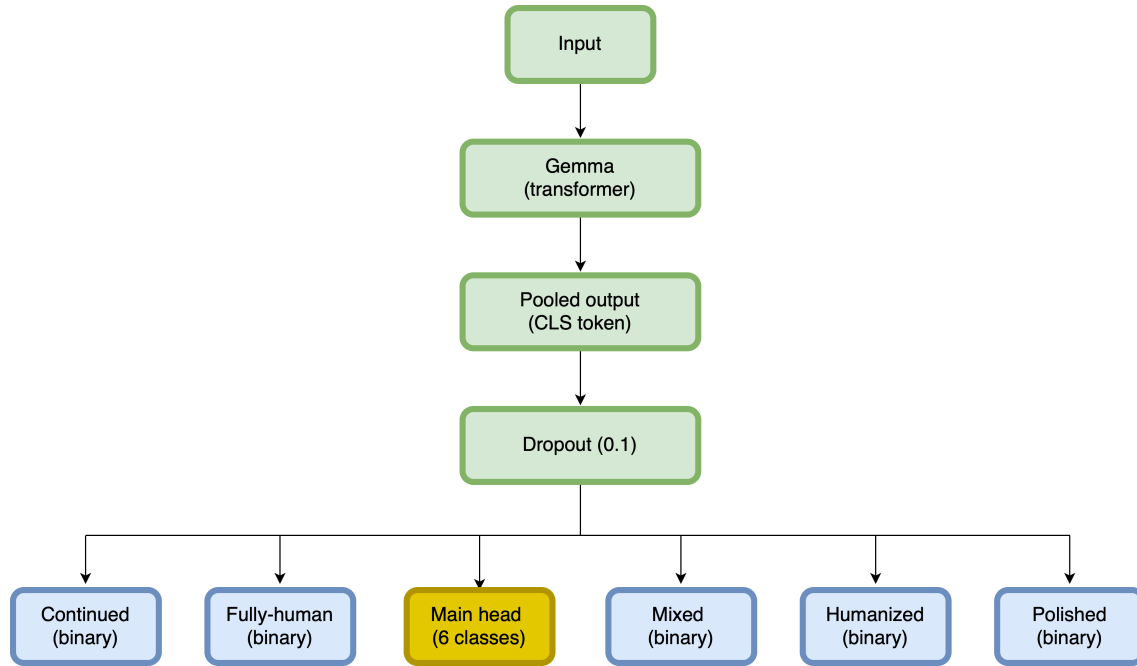 Input
Gemma
(transformer)
Pooled output
(CLS token)
Dropout (0.1)
Continued
(binary)
Fully-human
(binary)
Main head
(6 classes)
Mixed
(binary)
Humanized
(binary)
Polished
(binary)